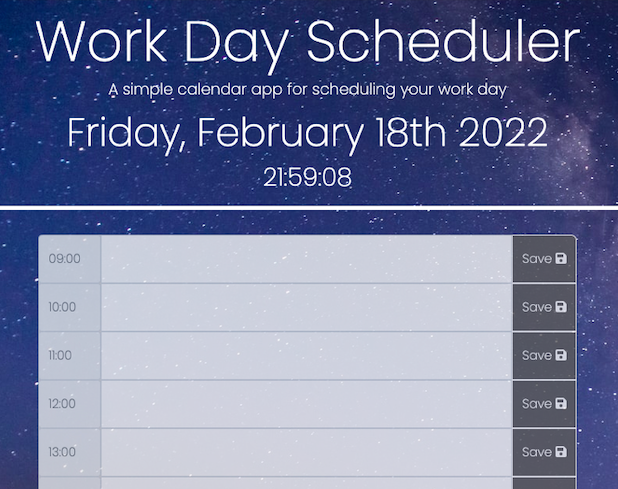 Work Day Scheduler
A simple calendar app for scheduling your work day
Friday, February 18th 2022
21:59:08
09:00 Save
10:00 Save
11:00 Save
12:00 Save
13:00 Save